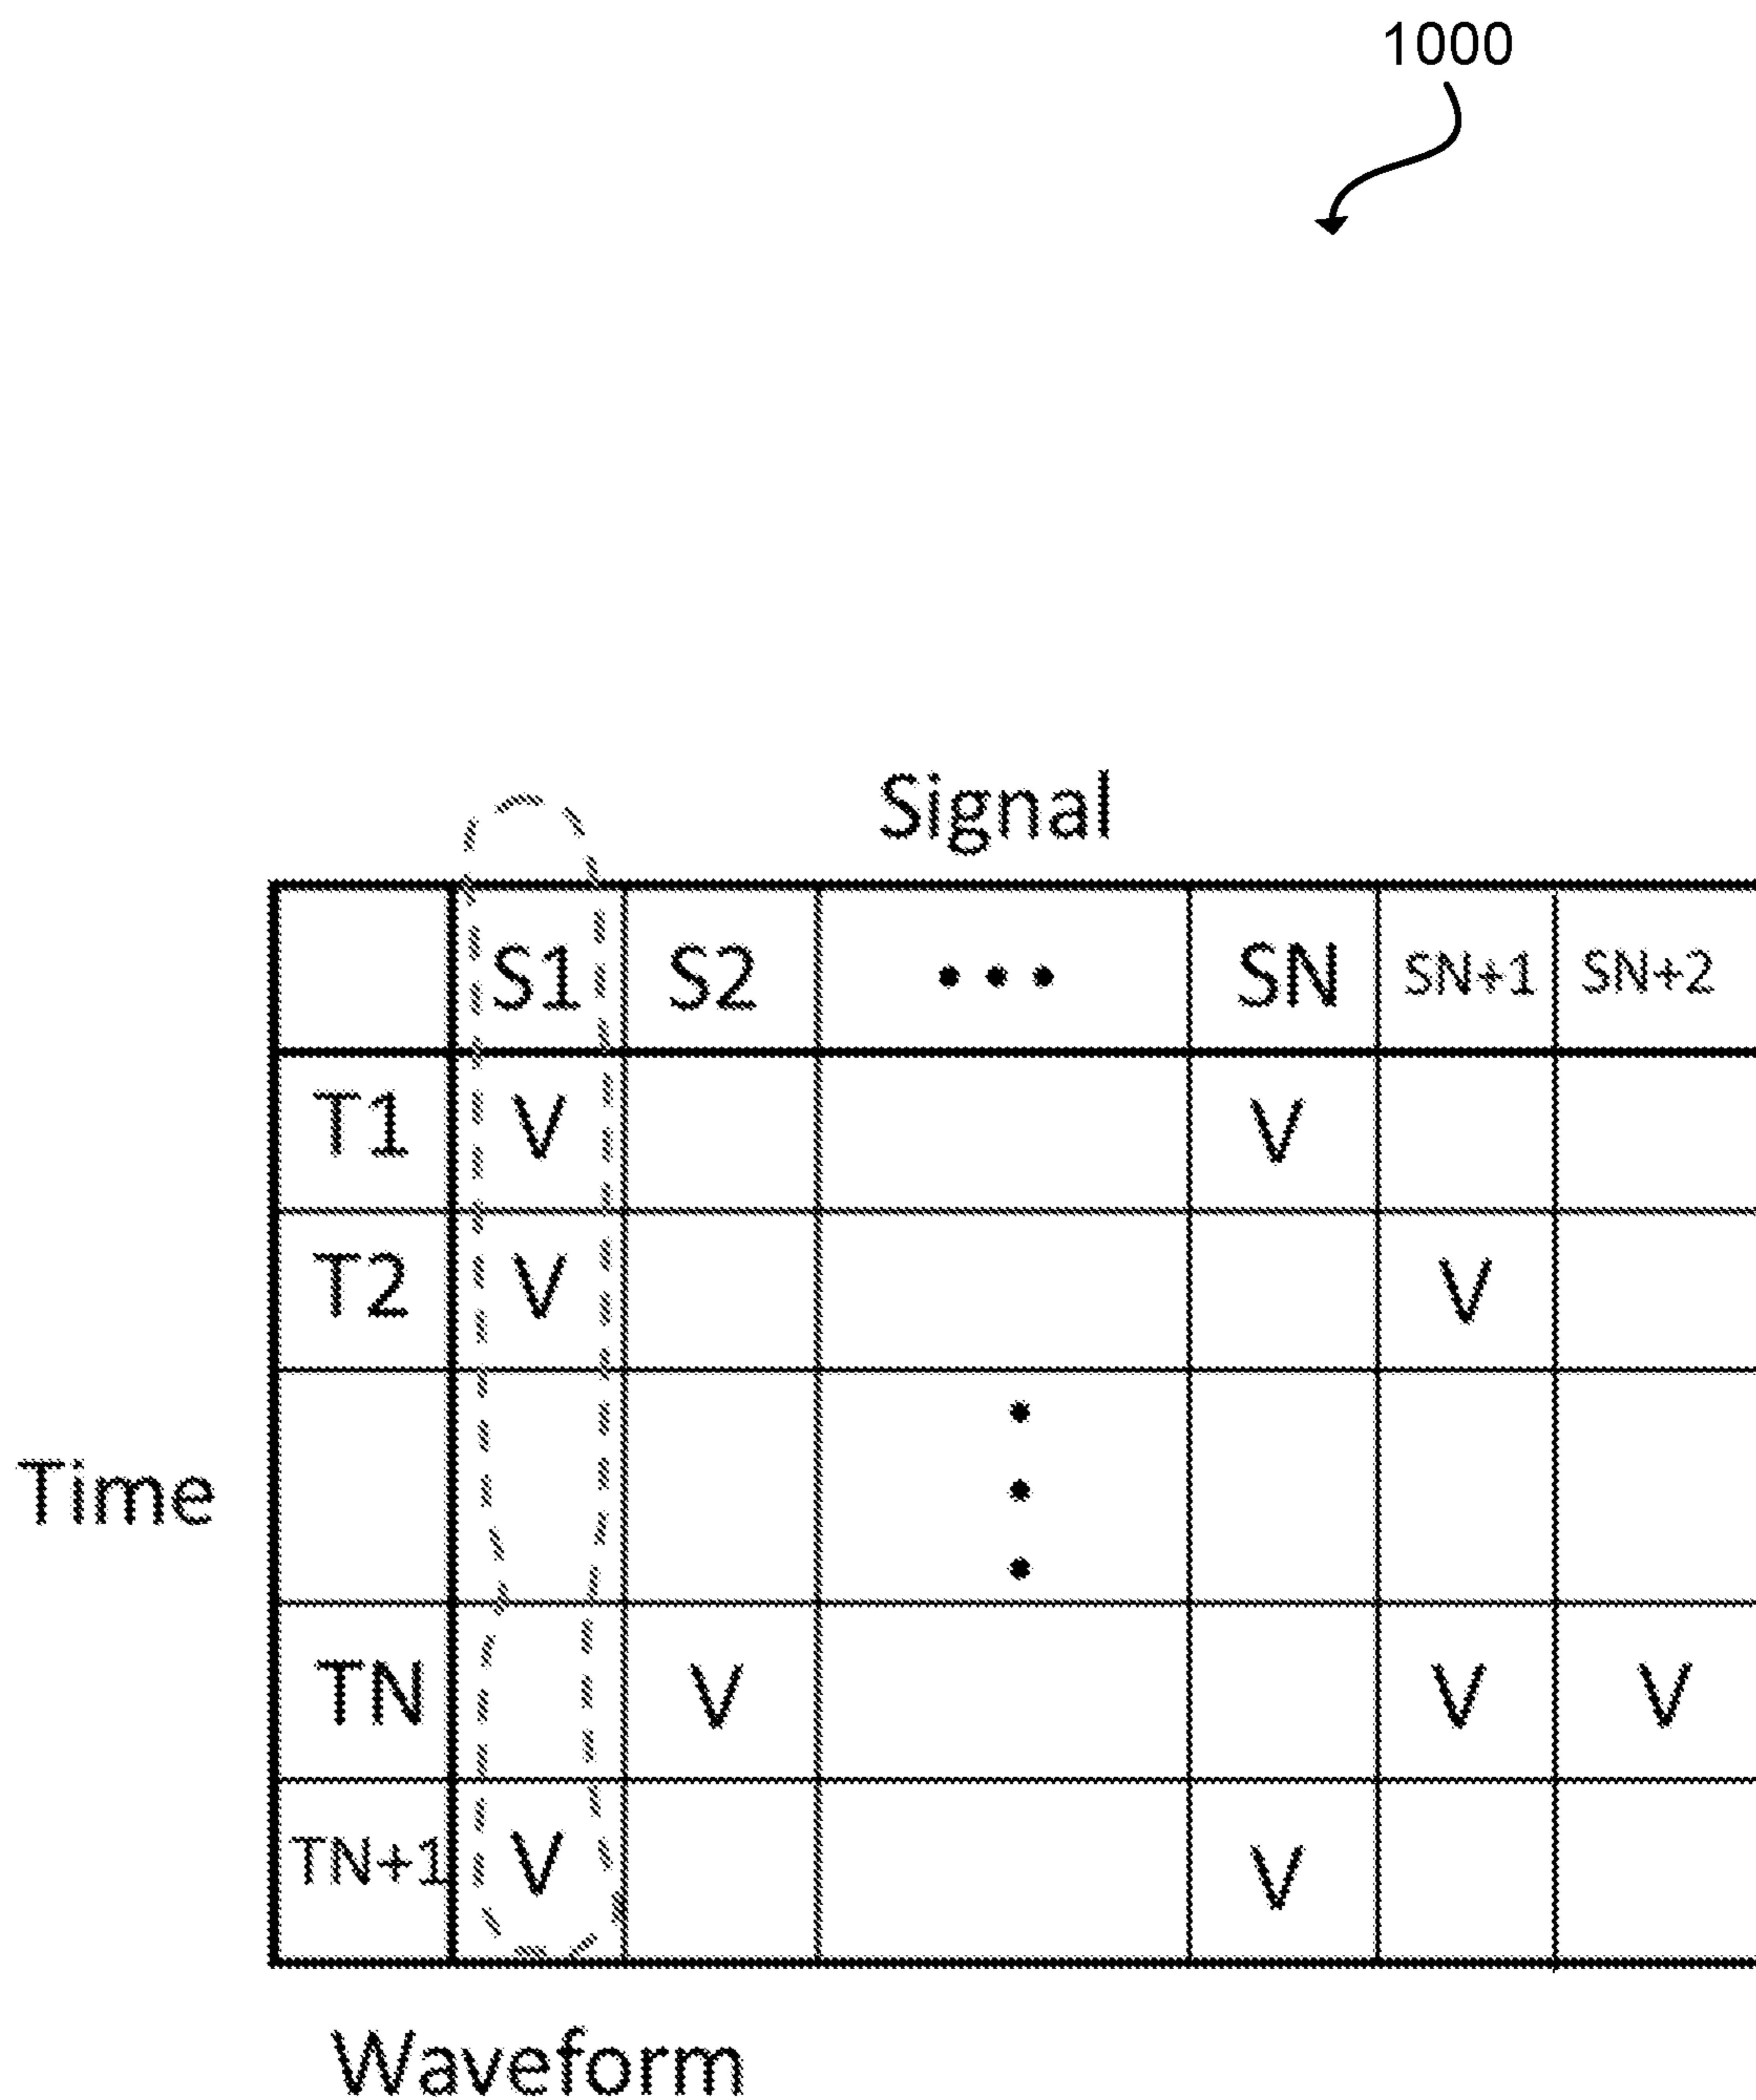 1000
Signal
S1 S2 ••• SN SN+1 SN+2
T1 V V
T2 V V
Time
TN V V V
TN+1 V V
Waveform